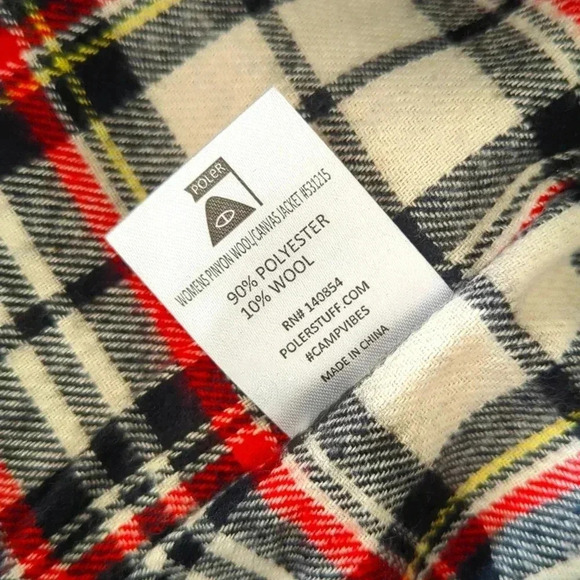 POLER
WOMENS PINYON WOOL/CANVAS JACKET #531215
90% POLYESTER
10% WOOL
RN# 140854
POLERSTUFF.COM
#CAMPVIBES
MADE IN CHINA